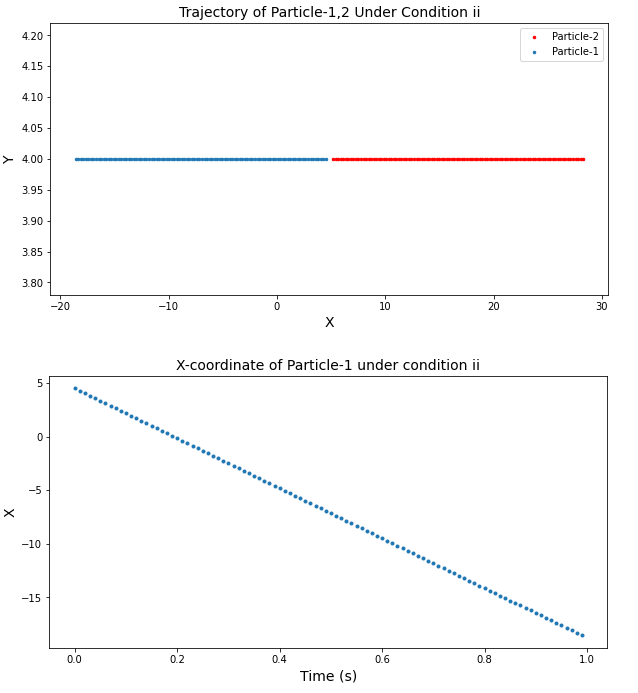 Trajectory of Particle-1,2 Under Condition ii
4.20
4.15
4.10
4.05
4.00
3.95
3.90
3.85
3.80
Y
Particle-2
Particle-1
−20 −10 0 10 20 30
X
X-coordinate of Particle-1 under condition ii
5
0
−5
−10
−15
X
0.0 0.2 0.4 0.6 0.8 1.0
Time (s)